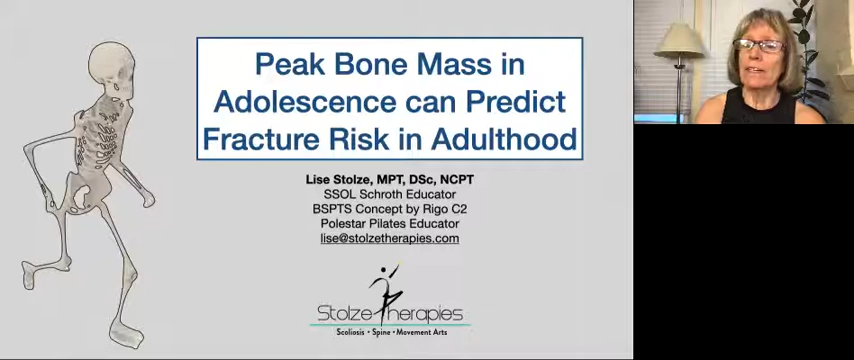 Peak Bone Mass in
Adolescence can Predict
Fracture Risk in Adulthood
Lise Stolze, MPT, DSc, NCPT
SSOL Schroth Educator
BSPTS Concept by Rigo C2
Polestar Pilates Educator
lise@stolzetherapies.com
Stolze Therapies
Scoliosis • Spine • Movement Arts